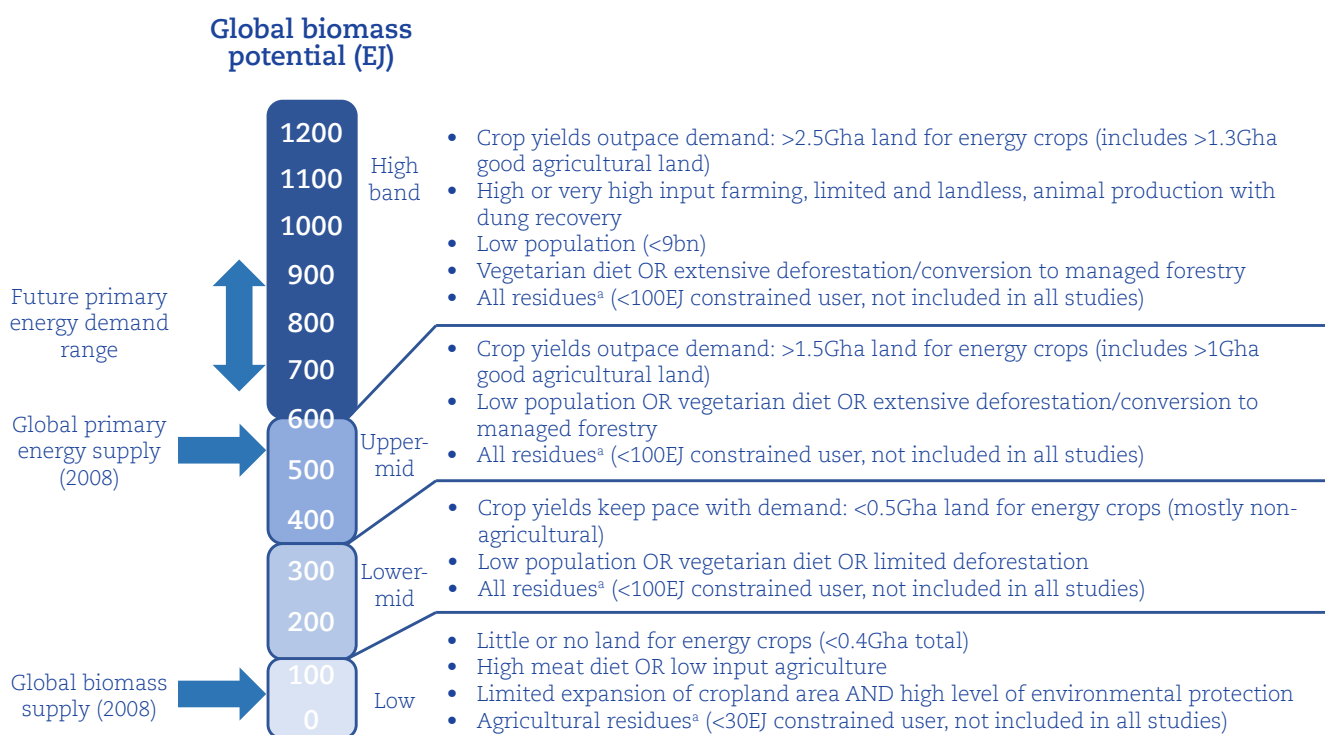 Global biomass
potential (EJ)
1200
1100
1000
900
800
700
600
500
400
300
200
100
0
High
band
Upper-
mid
Lower-
mid
Low
Future primary
energy demand
range
Global primary
energy supply
(2008)
Global biomass
supply (2008)
• Crop yields outpace demand: >2.5Gha land for energy crops (includes >1.3Gha
good agricultural land)
• High or very high input farming, limited and landless, animal production with
dung recovery
• Low population (<9bn)
• Vegetarian diet OR extensive deforestation/conversion to managed forestry
• All residuesᵃ (<100EJ constrained user, not included in all studies)
• Crop yields outpace demand: >1.5Gha land for energy crops (includes >1Gha
good agricultural land)
• Low population OR vegetarian diet OR extensive deforestation/conversion to
managed forestry
• All residuesᵃ (<100EJ constrained user, not included in all studies)
• Crop yields keep pace with demand: <0.5Gha land for energy crops (mostly non-
agricultural)
• Low population OR vegetarian diet OR limited deforestation
• All residuesᵃ (<100EJ constrained user, not included in all studies)
• Little or no land for energy crops (<0.4Gha total)
• High meat diet OR low input agriculture
• Limited expansion of cropland area AND high level of environmental protection
• Agricultural residuesᵃ (<30EJ constrained user, not included in all studies)